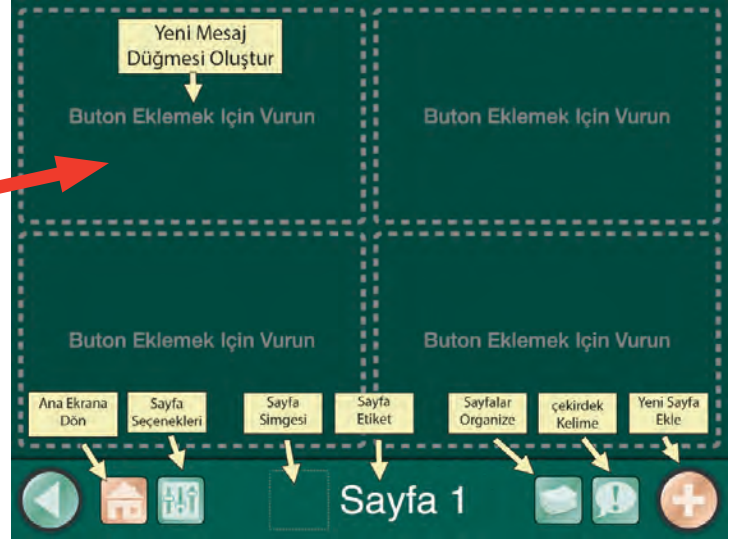 Yeni Mesaj
Düğmesi Oluştur
Buton Eklemek Için Vurun
Buton Eklemek Için Vurun
Buton Eklemek Için Vurun
Buton Eklemek Için Vurun
Ana Ekrana
Dön
Sayfa
Seçenekleri
Sayfa
Simgesi
Sayfa
Etiket
Sayfalar
Organize
çekirdek
Kelime
Yeni Sayfa
Ekle
Sayfa 1